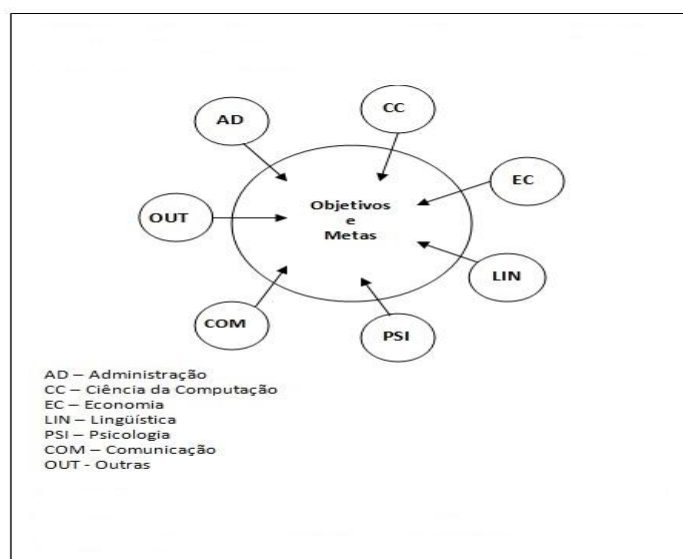 CC
AD
EC
Objetivos
e
Metas
OUT
LIN
COM
PSI
AD – Administração
CC – Ciência da Computação
EC – Economia
LIN – Lingüística
PSI – Psicologia
COM – Comunicação
OUT - Outras